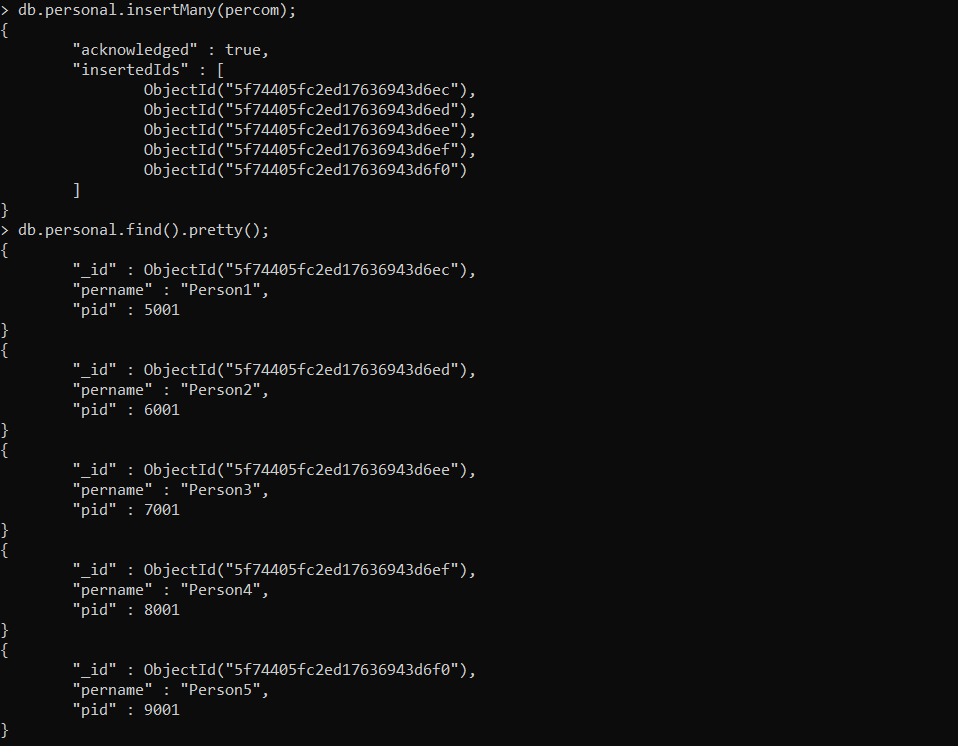 > db.personal.insertMany(percom);
{
        "acknowledged" : true,
        "insertedIds" : [
                ObjectId("5f74405fc2ed17636943d6ec"),
                ObjectId("5f74405fc2ed17636943d6ed"),
                ObjectId("5f74405fc2ed17636943d6ee"),
                ObjectId("5f74405fc2ed17636943d6ef"),
                ObjectId("5f74405fc2ed17636943d6f0")
        ]
}
> db.personal.find().pretty();
{
        "_id" : ObjectId("5f74405fc2ed17636943d6ec"),
        "pername" : "Person1",
        "pid" : 5001
}
{
        "_id" : ObjectId("5f74405fc2ed17636943d6ed"),
        "pername" : "Person2",
        "pid" : 6001
}
{
        "_id" : ObjectId("5f74405fc2ed17636943d6ee"),
        "pername" : "Person3",
        "pid" : 7001
}
{
        "_id" : ObjectId("5f74405fc2ed17636943d6ef"),
        "pername" : "Person4",
        "pid" : 8001
}
{
        "_id" : ObjectId("5f74405fc2ed17636943d6f0"),
        "pername" : "Person5",
        "pid" : 9001
}